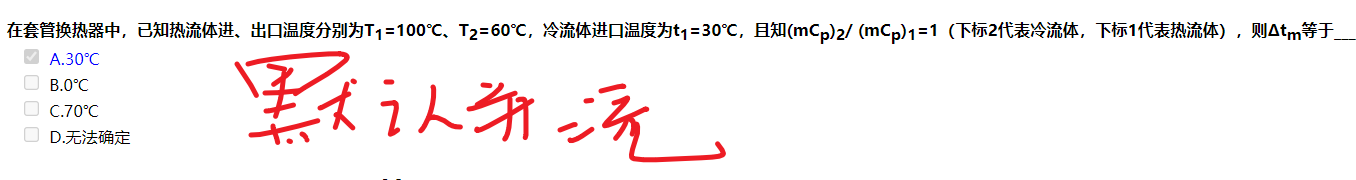 在套管换热器中，已知热流体进、出口温度分别为T₁=100℃、T₂=60℃，冷流体进口温度为t₁=30℃，且知(mCₚ)₂/ (mCₚ)₁=1（下标2代表冷流体，下标1代表热流体），则Δtₘ等于___
A.30℃
B.0℃
C.70℃
D.无法确定
默认并流